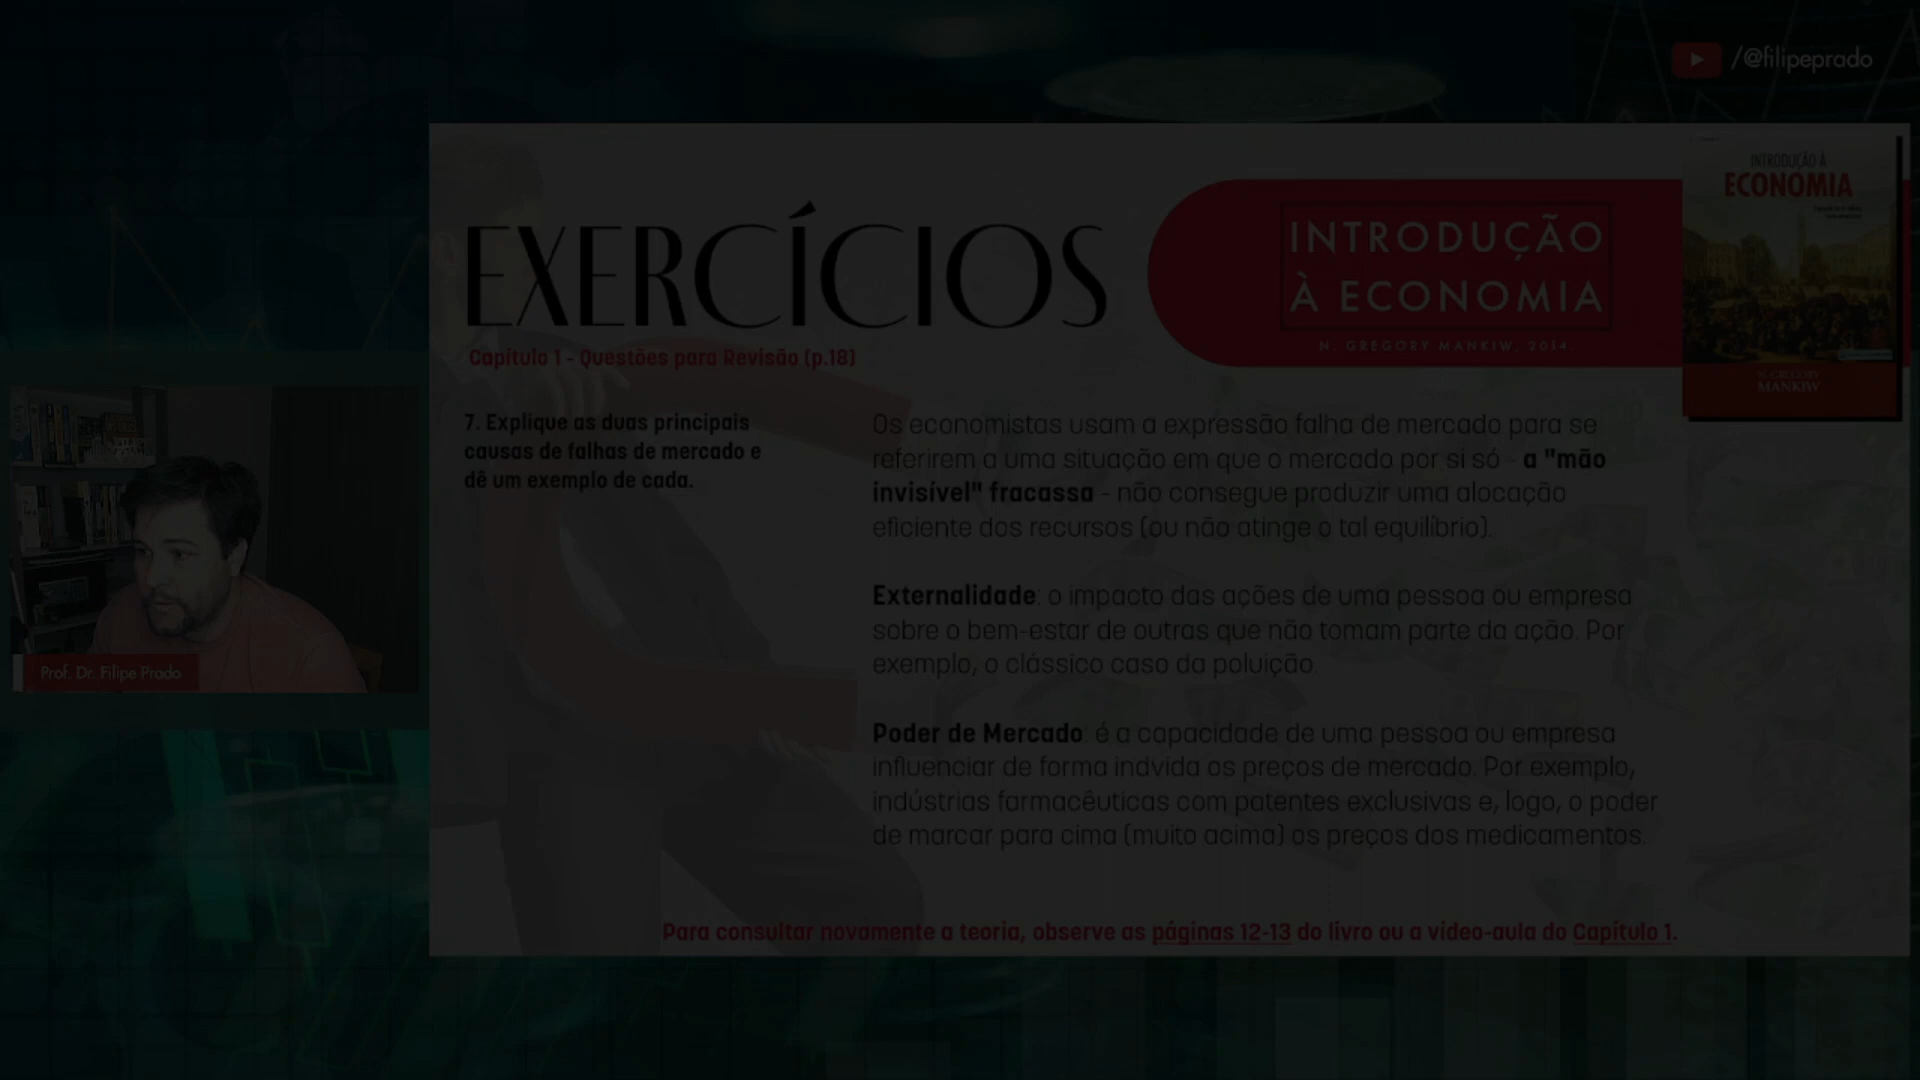 /@filipeprado
EXERCÍCIOS
INTRODUÇÃO
À ECONOMIA
N. GREGORY MANKIW, 2014.
INTRODUÇÃO À
ECONOMIA
N. GREGORY
MANKIW
Capítulo 1 - Questões para Revisão (p.18)
7. Explique as duas principais
causas de falhas de mercado e
dê um exemplo de cada.
Os economistas usam a expressão falha de mercado para se
referirem a uma situação em que o mercado por si só - a "mão
invisível" fracassa - não consegue produzir uma alocação
eficiente dos recursos (ou não atinge o tal equilíbrio).
Externalidade: o impacto das ações de uma pessoa ou empresa
sobre o bem-estar de outras que não tomam parte da ação. Por
exemplo, o clássico caso da poluição.
Poder de Mercado: é a capacidade de uma pessoa ou empresa
influenciar de forma indvida os preços de mercado. Por exemplo,
indústrias farmacêuticas com patentes exclusivas e, logo, o poder
de marcar para cima (muito acima) os preços dos medicamentos.
Prof. Dr. Filipe Prado
Para consultar novamente a teoria, observe as páginas 12-13 do livro ou a vídeo-aula do Capítulo 1.